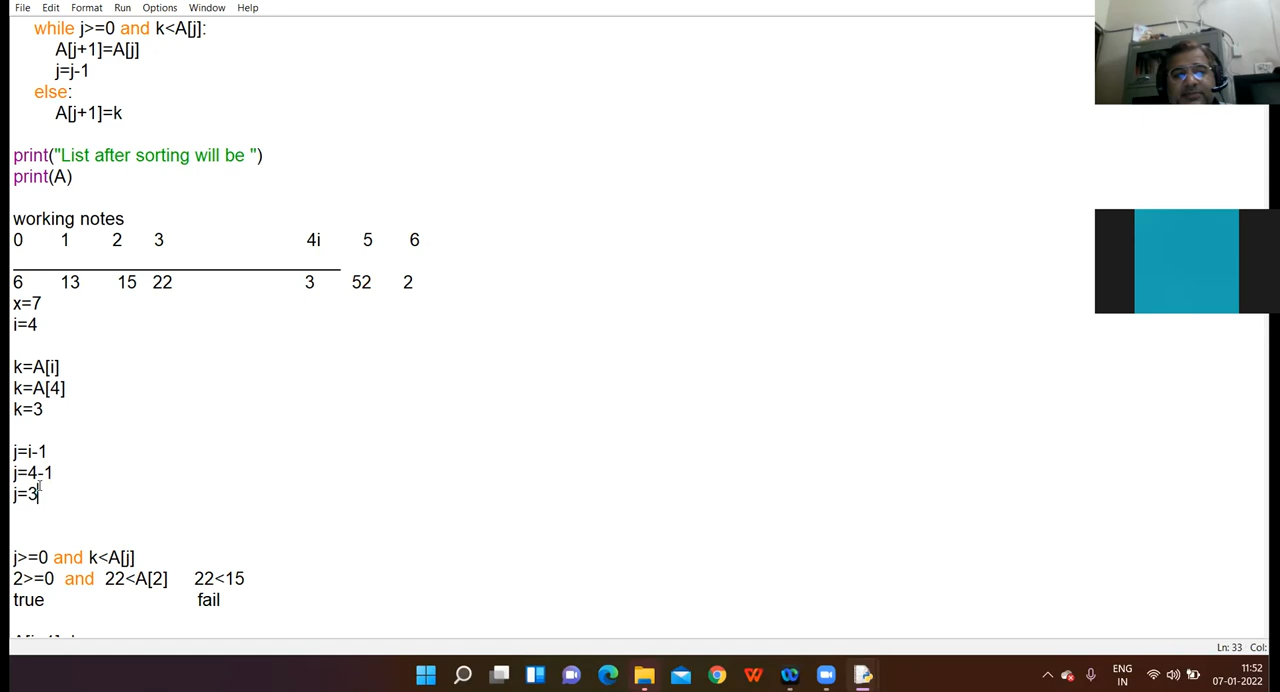 File Edit Format Run Options Window Help
while j>=0 and k<A[j]:
A[j+1]=A[j]
j=j-1
else:
A[j+1]=k
print("List after sorting will be ")
print(A)
working notes
0 1 2 3 4i 5 6
6 13 15 22 3 52 2
x=7
i=4
k=A[i]
k=A[4]
k=3
j=i-1
j=4-1
j=3
j>=0 and k<A[j]
2>=0 and 22<A[2] 22<15
true fail
Ln: 33 Col:
ENG
IN
11:52
07-01-2022